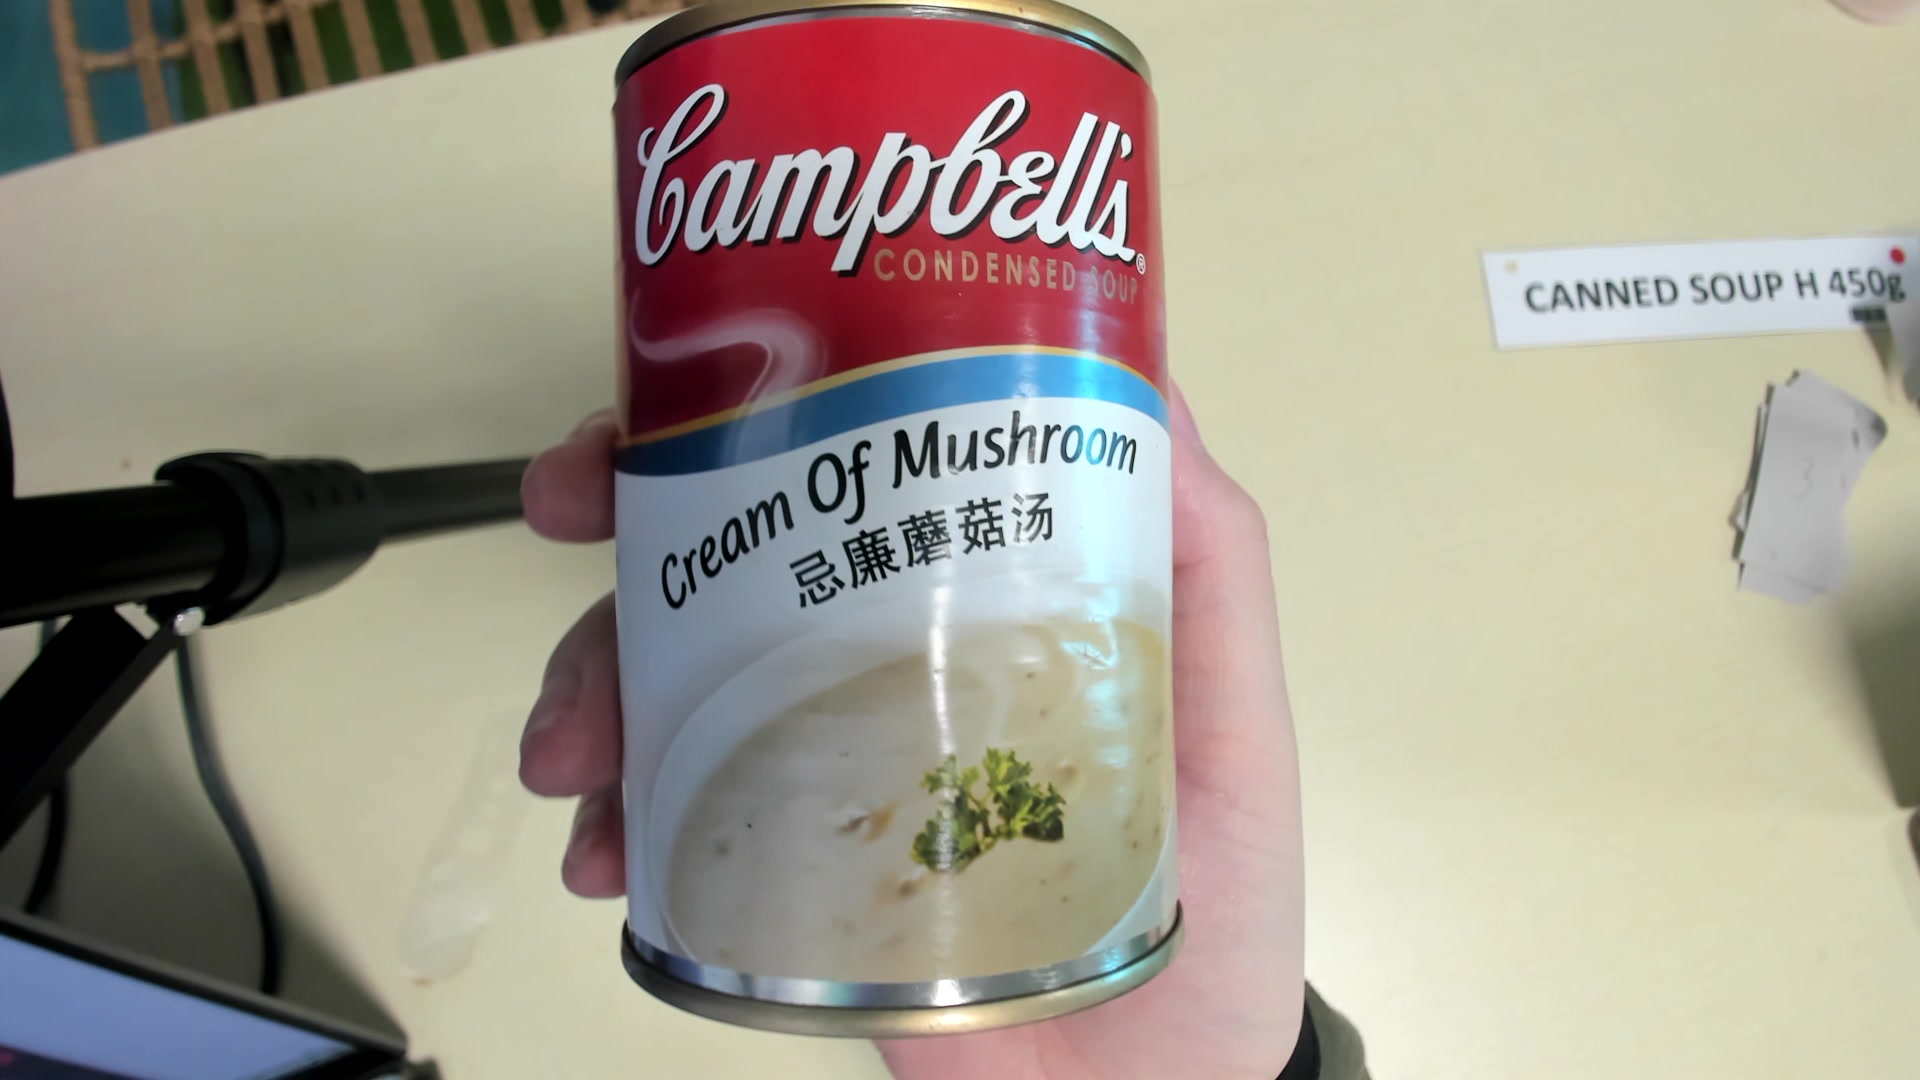 Campbell's®
CONDENSED SOUP
Cream Of Mushroom
忌廉蘑菇汤
CANNED SOUP H 450g